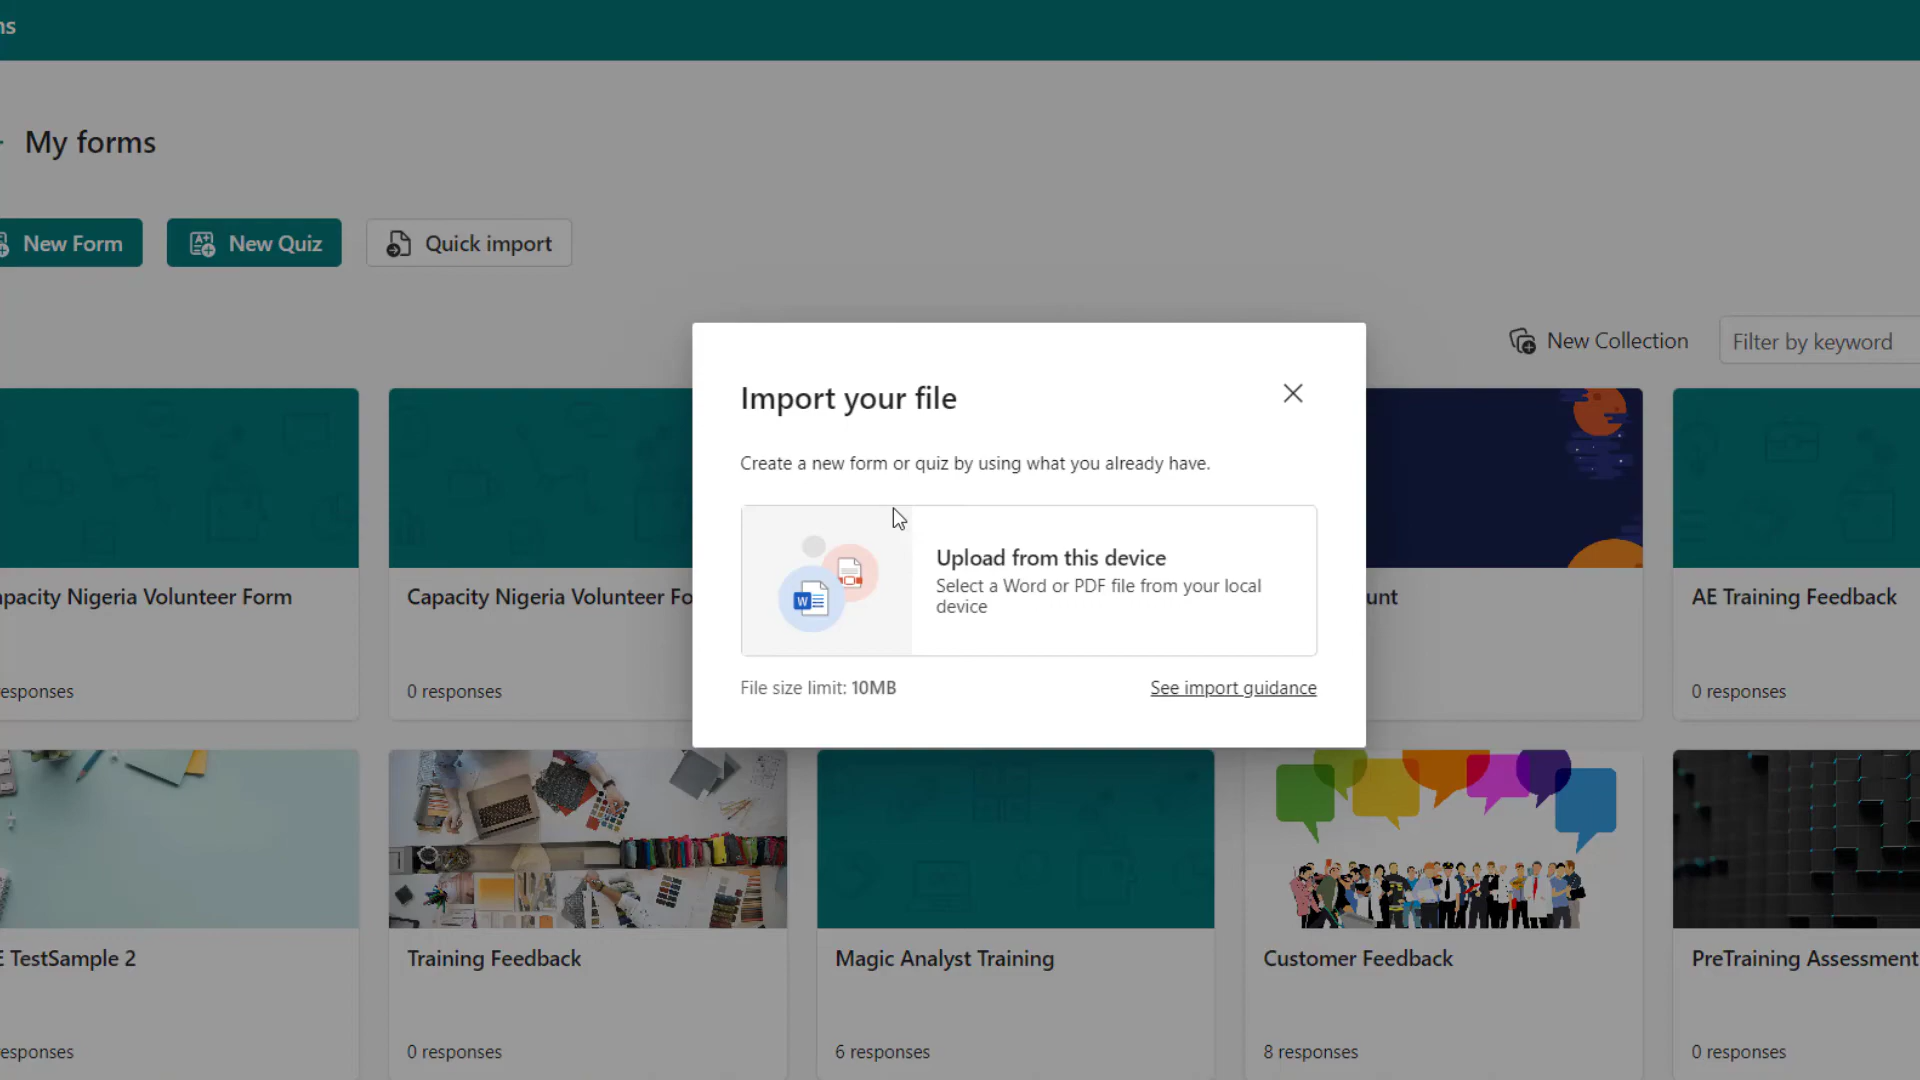 ns
My forms
New Form
New Quiz
Quick import
New Collection
Filter by keyword
Import your file
Create a new form or quiz by using what you already have.
Upload from this device
Select a Word or PDF file from your local
device
W
File size limit: 10MB
See import guidance
pacity Nigeria Volunteer Form
Capacity Nigeria Volunteer Fo
unt
AE Training Feedback
esponses
0 responses
0 responses
E TestSample 2
Training Feedback
Magic Analyst Training
Customer Feedback
PreTraining Assessment
esponses
0 responses
6 responses
8 responses
0 responses